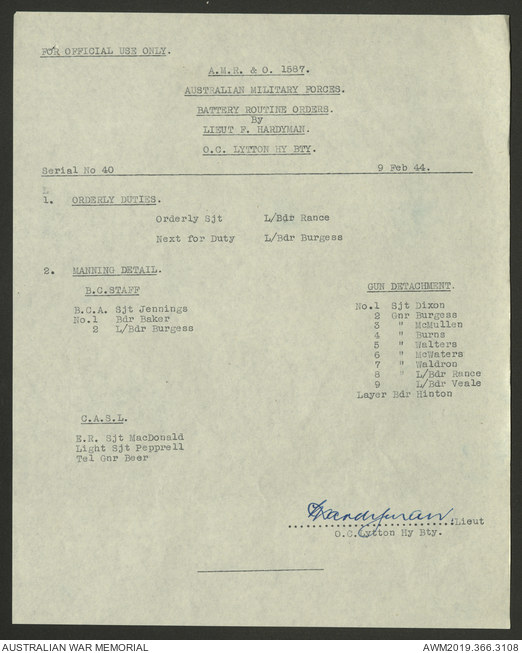 FOR OFFICIAL USE ONLY.
A.M.R. & O. 1587.
AUSTRALIAN MILITARY FORCES.
BATTERY ROUTINE ORDERS.
By
LIEUT F. HARDYMAN.
O.C. LYTTON HY BTY.
Serial No 40 9 Feb 44.
1. ORDERLY DUTIES.
Orderly Sjt L/Bdr Rance
Next for Duty L/Bdr Burgess
2. MANNING DETAIL.
B.C.STAFF
B.C.A. Sjt Jennings
No.1 Bdr Baker
2 L/Bdr Burgess
GUN DETACHMENT.
No.1 Sjt Dixon
2 Gnr Burgess
3 " McMullen
4 " Burns
5 " Walters
6 " McWaters
7 " Waldron
8 " L/Bdr Rance
9 L/Bdr Veale
Layer Bdr Hinton
C.A.S.L.
E.R. Sjt MacDonald
Light Sjt Pepprell
Tel Gnr Beer
Hardyman
..............................:Lieut
O.C.Lytton Hy Bty.
AUSTRALIAN WAR MEMORIAL AWM2019.366.3108